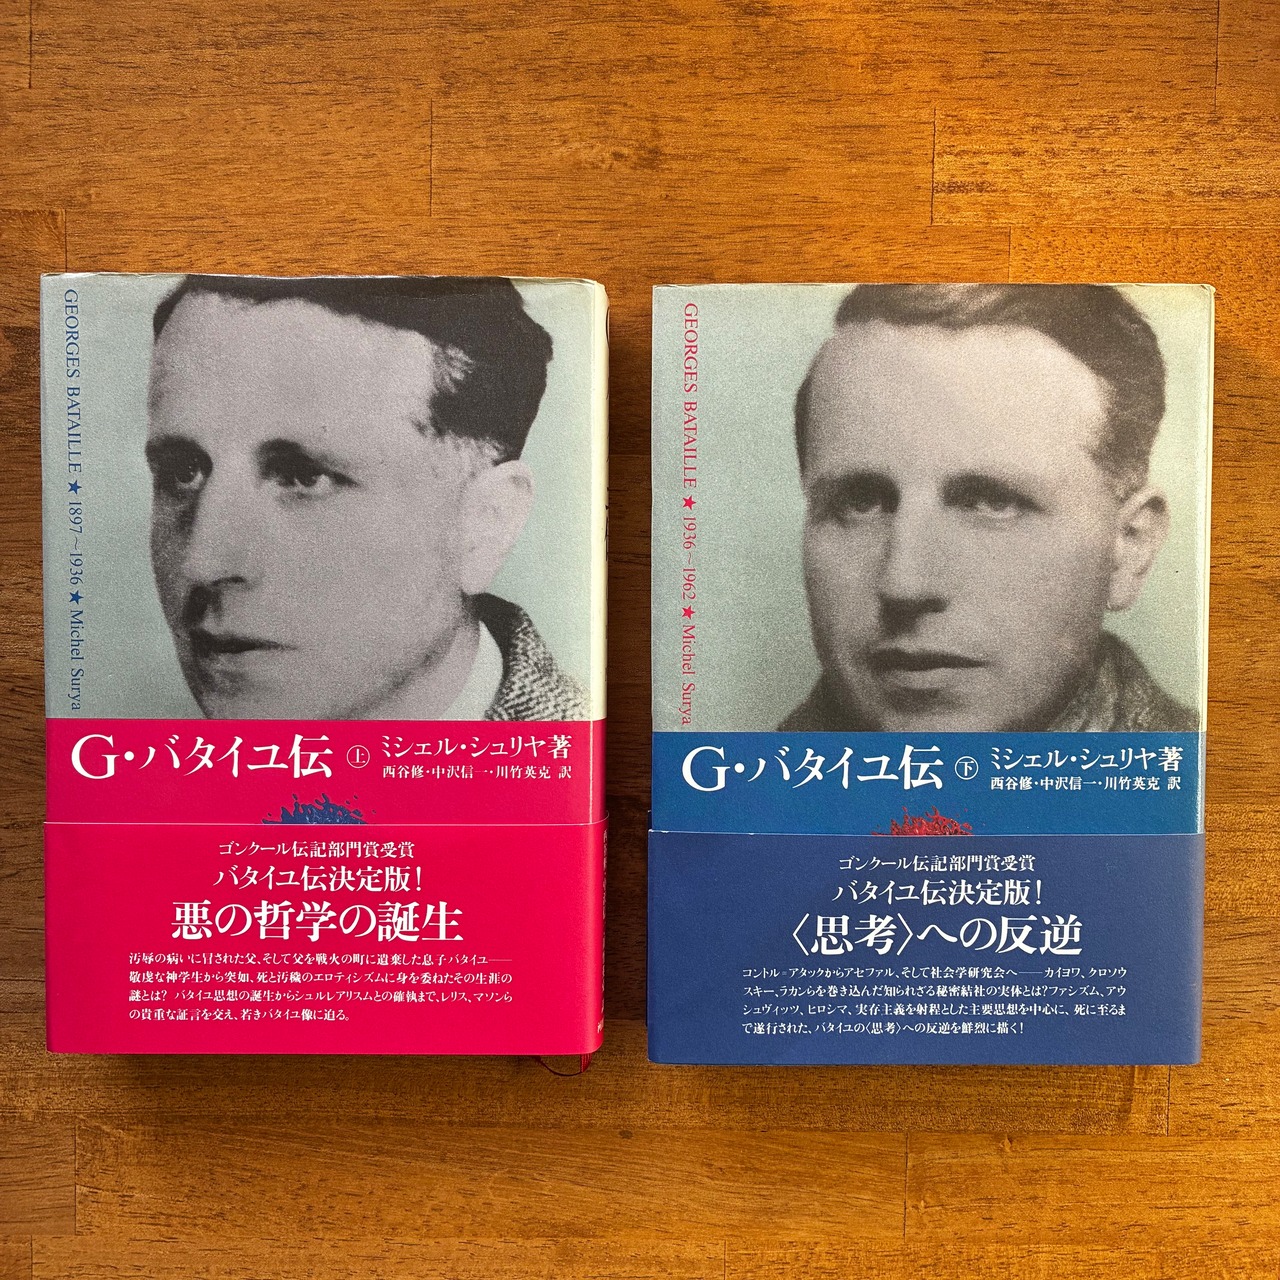 GEORGES BATAILLE ★ 1897〜1936 ★ Michel Surya
G・バタイユ伝 上
ミシェル・シュリヤ著
西谷修・中沢信一・川竹英克 訳
ゴンクール伝記部門賞受賞
バタイユ伝決定版!
悪の哲学の誕生
汚辱の病いに冒された父、そして父を戦火の町に遺棄した息子バタイユ——
敬虔な神学生から突如、死と汚穢のエロティシズムに身を委ねたその生涯の
謎とは? バタイユ思想の誕生からシュルレアリスムとの確執まで、レリス、マソンら
の貴重な証言を交え、若きバタイユ像に迫る。
GEORGES BATAILLE ★ 1936〜1962 ★ Michel Surya
G・バタイユ伝 下
ミシェル・シュリヤ著
西谷修・中沢信一・川竹英克 訳
ゴンクール伝記部門賞受賞
バタイユ伝決定版!
〈思考〉への反逆
コントル=アタックからアセファル、そして社会学研究会へ——カイヨワ、クロソウ
スキー、ラカンらを巻き込んだ知られざる秘密結社の実体とは?ファシズム、アウ
シュヴィッツ、ヒロシマ、実存主義を射程とした主要思想を中心に、死に至るま
で遂行された、バタイユの〈思考〉への反逆を鮮烈に描く!